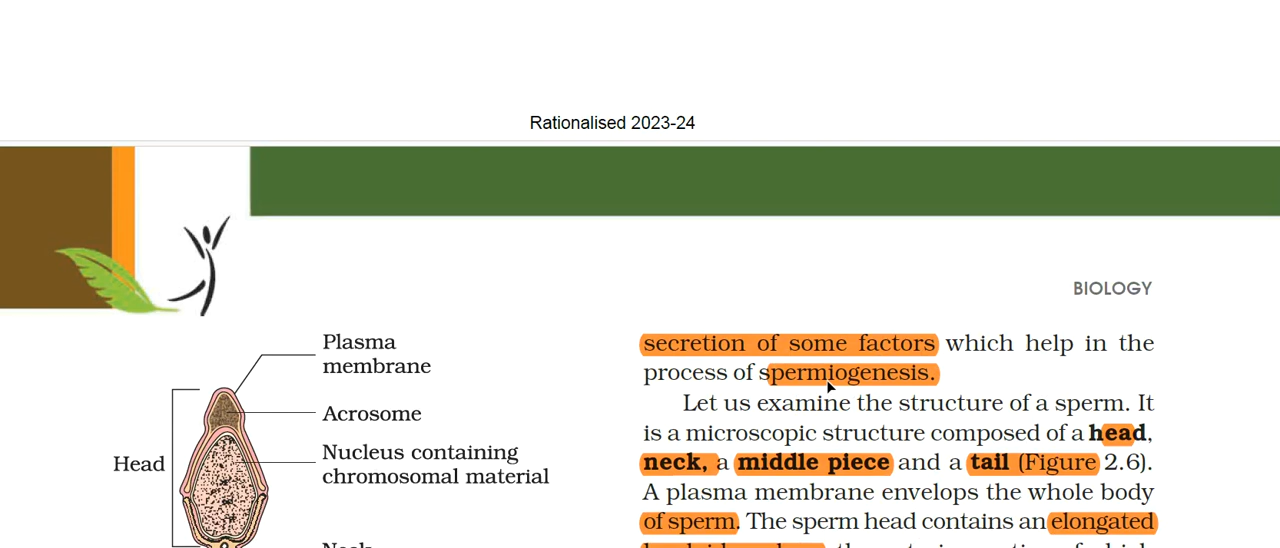 Rationalised 2023-24
BIOLOGY
Plasma
membrane
Acrosome
Nucleus containing
chromosomal material
Head
secretion of some factors which help in the
process of spermiogenesis.
Let us examine the structure of a sperm. It
is a microscopic structure composed of a head,
neck, a middle piece and a tail (Figure 2.6).
A plasma membrane envelops the whole body
of sperm. The sperm head contains an elongated